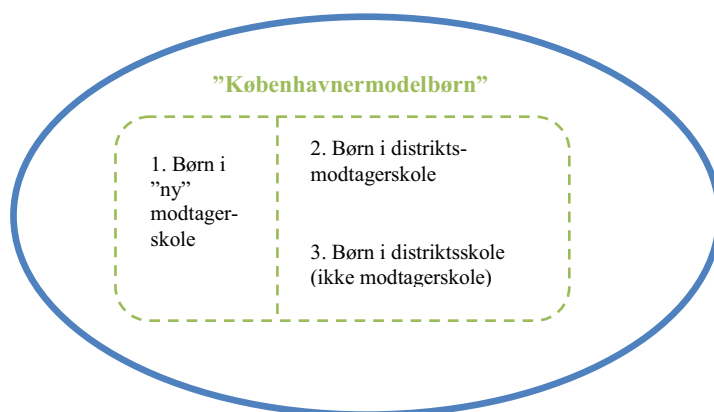 ”Københavnermodelbørn”
1. Børn i
”ny”
modtager-
skole
2. Børn i distrikts-
modtagerskole
3. Børn i distriktsskole
(ikke modtagerskole)